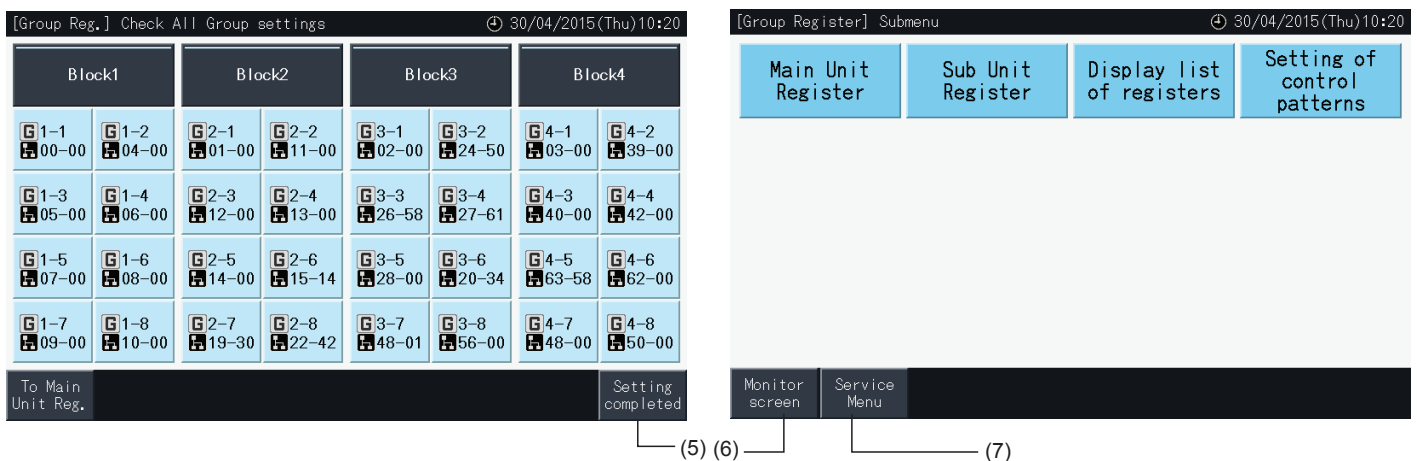 [Group Reg.] Check All Group settings 30/04/2015(Thu)10:20
Block1 Block2 Block3 Block4
G 1-1 G 1-2 G 2-1 G 2-2 G 3-1 G 3-2 G 4-1 G 4-2
00-00 04-00 01-00 11-00 02-00 24-50 03-00 39-00
G 1-3 G 1-4 G 2-3 G 2-4 G 3-3 G 3-4 G 4-3 G 4-4
05-00 06-00 12-00 13-00 26-58 27-61 40-00 42-00
G 1-5 G 1-6 G 2-5 G 2-6 G 3-5 G 3-6 G 4-5 G 4-6
07-00 08-00 14-00 15-14 28-00 20-34 63-58 62-00
G 1-7 G 1-8 G 2-7 G 2-8 G 3-7 G 3-8 G 4-7 G 4-8
09-00 10-00 19-30 22-42 48-01 56-00 48-00 50-00
To Main
Unit Reg.
Setting
completed
(5)
[Group Register] Submenu 30/04/2015(Thu)10:20
Main Unit
Register
Sub Unit
Register
Display list
of registers
Setting of
control
patterns
Monitor
screen
Service
Menu
(6)
(7)